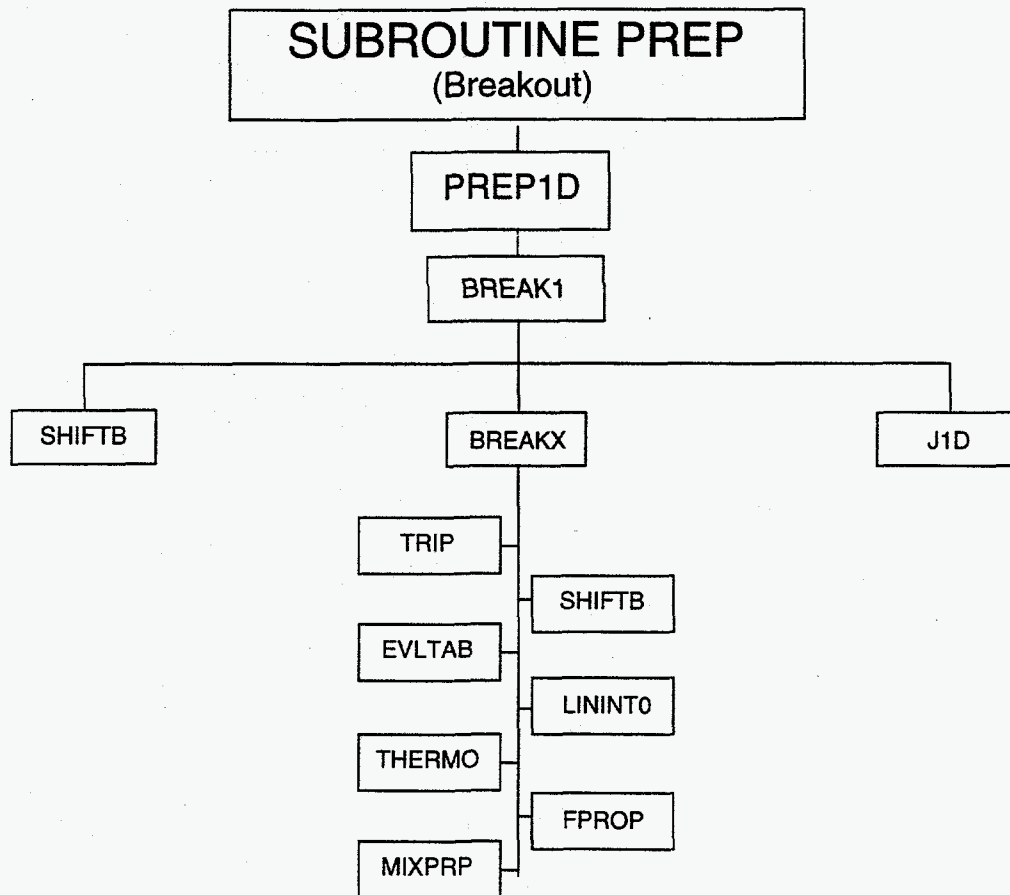 SUBROUTINE PREP
(Breakout)
PREP1D
BREAK1
SHIFTB
BREAKX
J1D
TRIP
SHIFTB
EVLTAB
LININT0
THERMO
FPROP
MIXPRP